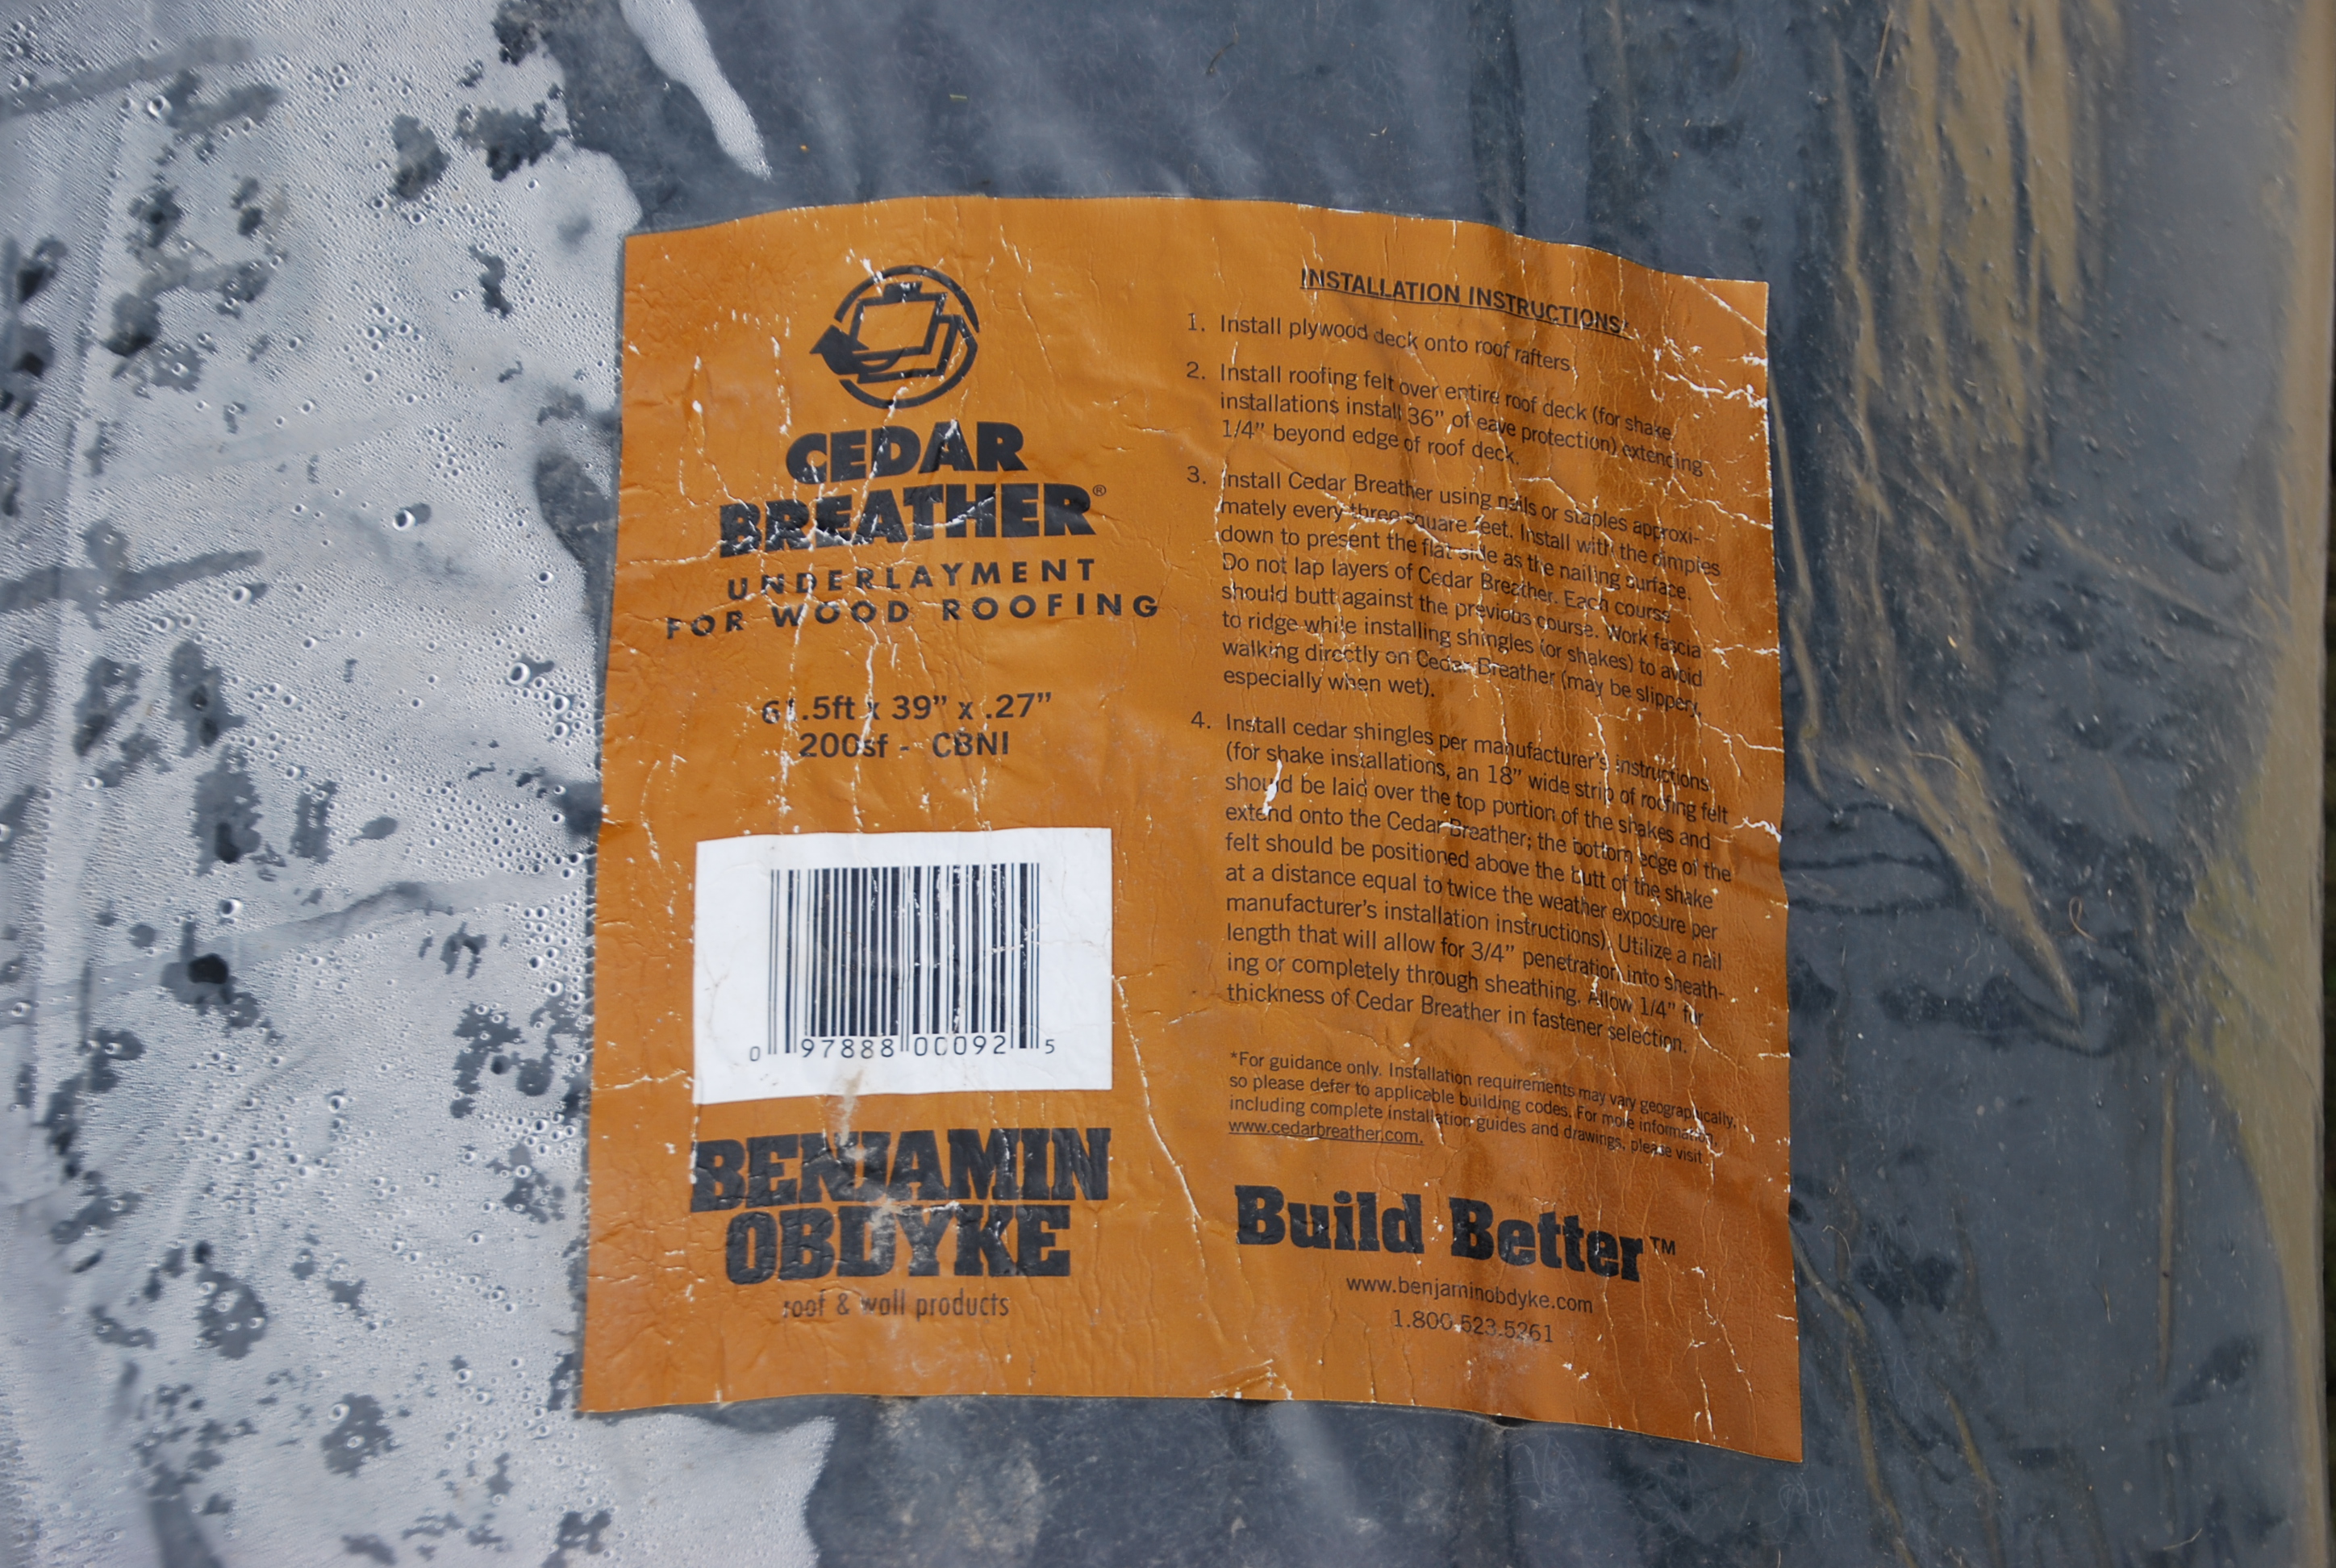 CEDAR
BREATHER®
UNDERLAYMENT
FOR WOOD ROOFING
61.5ft x 39” x .27”
200sf - CBNI
0 97888 00092 5
BENJAMIN
OBDYKE
roof & wall products
INSTALLATION INSTRUCTIONS:
1. Install plywood deck onto roof rafters.
2. Install roofing felt over entire roof deck (for shake
installations install 36” of eave protection) extending
1/4” beyond edge of roof deck.
3. Install Cedar Breather using nails or staples approxi-
mately every three square feet. Install with the dimples
down to present the flat side as the nailing surface.
Do not lap layers of Cedar Breather. Each course
should butt against the previous course. Work fascia
to ridge while installing shingles (or shakes) to avoid
walking directly on Cedar Breather (may be slippery,
especially when wet).
4. Install cedar shingles per manufacturer’s instructions
(for shake installations, an 18” wide strip of roofing felt
should be laid over the top portion of the shakes and
extend onto the Cedar Breather; the bottom edge of the
felt should be positioned above the butt of the shake
at a distance equal to twice the weather exposure per
manufacturer’s installation instructions). Utilize a nail
length that will allow for 3/4” penetration into sheath-
ing or completely through sheathing. Allow 1/4” for
thickness of Cedar Breather in fastener selection.
*For guidance only. Installation requirements may vary geographically,
so please defer to applicable building codes. For more information,
including complete installation guides and drawings, please visit
www.cedarbreather.com.
Build Better™
www.benjaminobdyke.com
1.800.523.5261